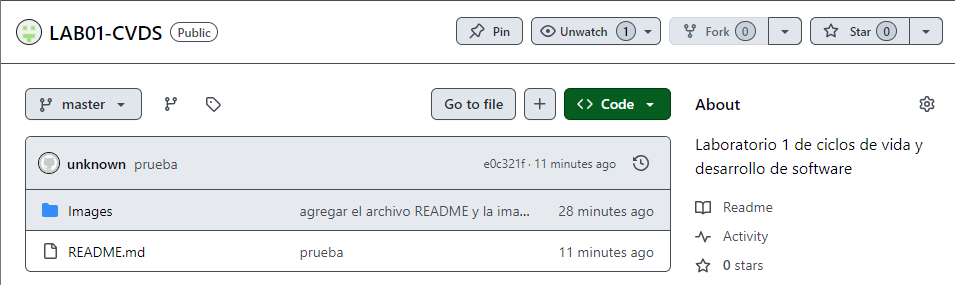 LAB01-CVDS Public Pin Unwatch 1 Fork 0 Star 0
master Go to file + Code About
Laboratorio 1 de ciclos de vida y
desarrollo de software
unknown prueba e0c321f · 11 minutes ago
Images agregar el archivo README y la ima... 28 minutes ago
README.md prueba 11 minutes ago
Readme
Activity
0 stars